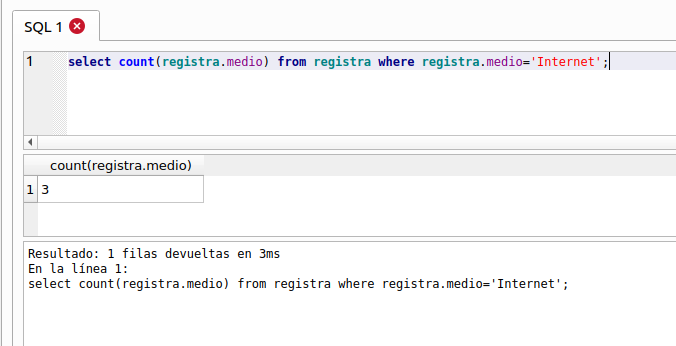 SQL 1
1 select count(registra.medio) from registra where registra.medio='Internet';
count(registra.medio)
1 3
Resultado: 1 filas devueltas en 3ms
En la línea 1:
select count(registra.medio) from registra where registra.medio='Internet';